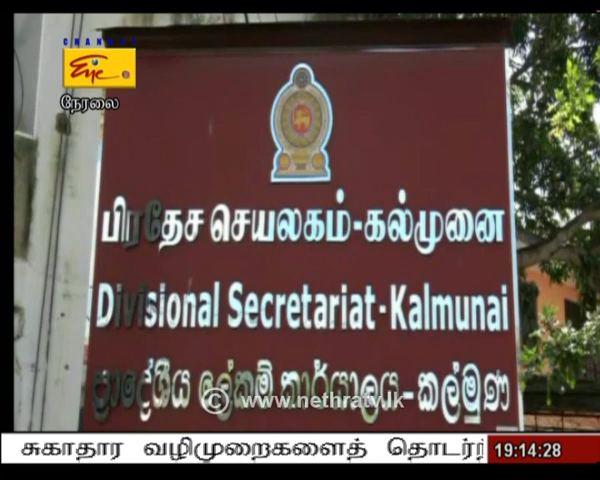 CHANNEL
Eye
நேரலை
பிரதேச செயலகம்-கல்முனை
Divisional Secretariat-Kalmunai
ප්‍රාදේශීය ලේකම් කාර්යාලය-කල්මුණ
© www.nethratv.lk
சுகாதார வழிமுறைகளைத்
19:14:28